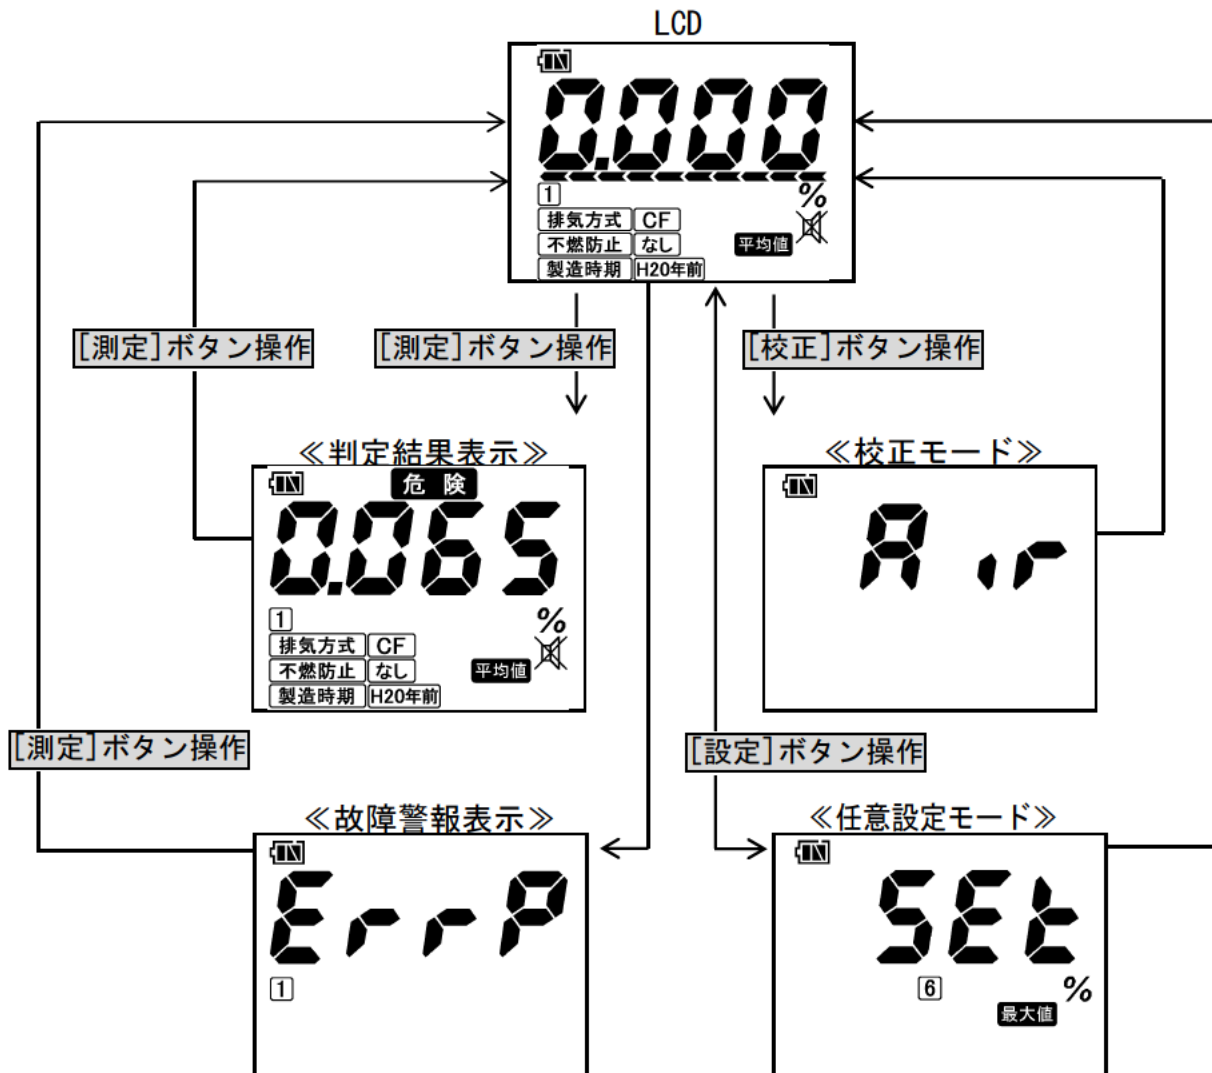 LCD
0.000
1
%
排気方式 CF
不燃防止 なし
平均値
製造時期 H20年前
[測定]ボタン操作
[測定]ボタン操作
[校正]ボタン操作
≪判定結果表示≫
危 険
0.065
1
%
排気方式 CF
不燃防止 なし
平均値
製造時期 H20年前
≪校正モード≫
Air
[測定]ボタン操作
[設定]ボタン操作
≪故障警報表示≫
ErrP
1
≪任意設定モード≫
SEt
6
%
最大値